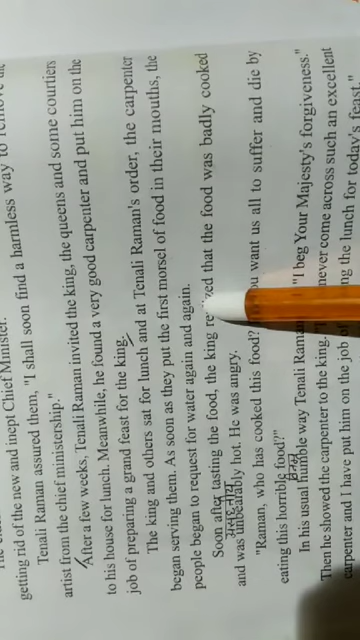 getting rid of the new and inept Chief Minister.
Tenali Raman assured them, "I shall soon find a harmless way to remove the
artist from the chief ministership."
After a few weeks, Tenali Raman invited the king, the queens and some courtiers
to his house for lunch. Meanwhile, he found a very good carpenter and put him on the
job of preparing a grand feast for the king.
The king and others sat for lunch and at Tenali Raman's order, the carpenter
began serving them. As soon as they put the first morsel of food in their mouths, the
people began to request for water again and again.
Soon after tasting the food, the king that the food was badly cooked
असहनीय
and was unbearably hot. He was angry.
"Raman, who has cooked this food? you want us all to suffer and die by
eating this horrible food?"
विनम्र
In his usual humble way Tenali Raman "I beg Your Majesty's forgiveness."
Then he showed the carpenter to the king. never come across such an excellent
carpenter and I have put him on the job of the lunch for today's feast."